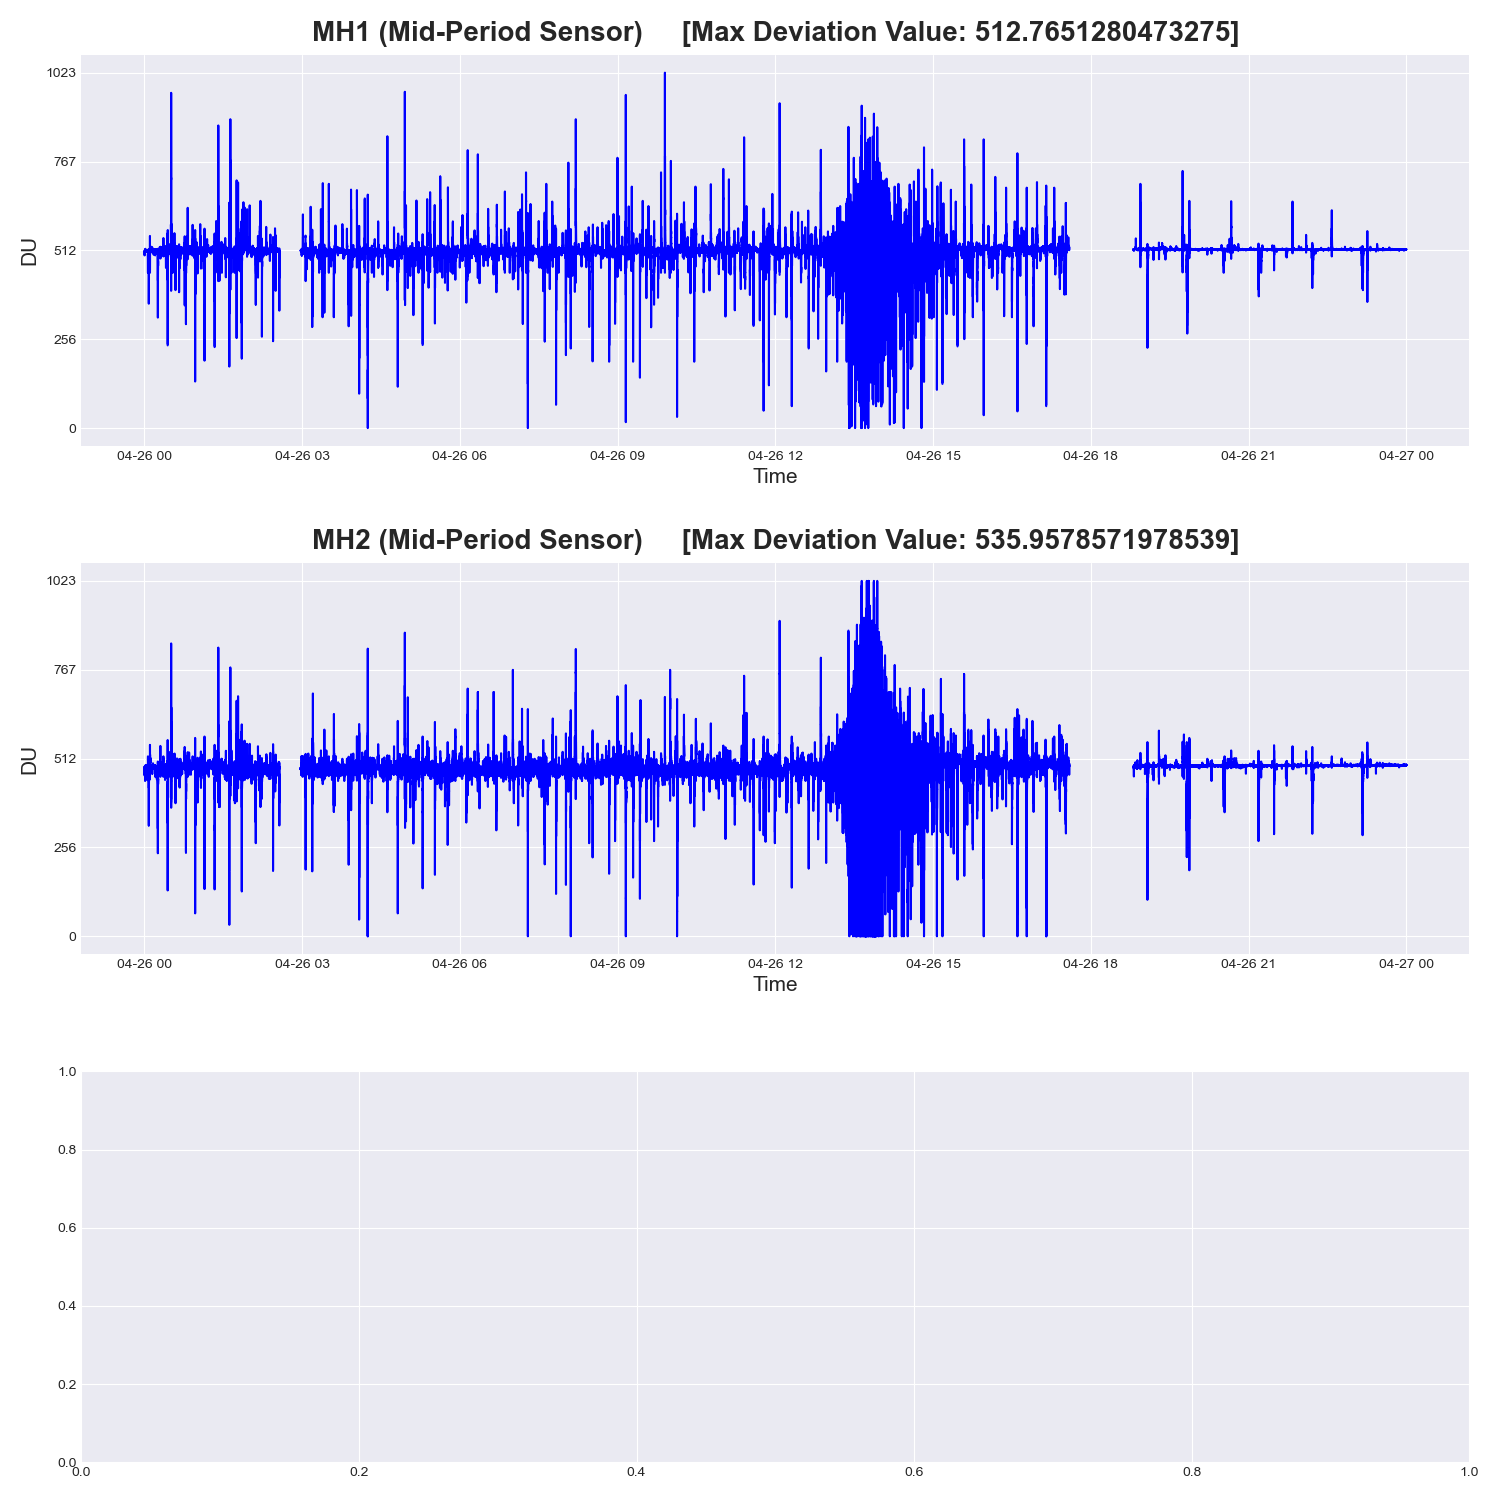 MH1 (Mid-Period Sensor) [Max Deviation Value: 512.7651280473275]
1023
767
512
256
0
DU
04-26 00 04-26 03 04-26 06 04-26 09 04-26 12 04-26 15 04-26 18 04-26 21 04-27 00
Time
MH2 (Mid-Period Sensor) [Max Deviation Value: 535.9578571978539]
1023
767
512
256
0
DU
04-26 00 04-26 03 04-26 06 04-26 09 04-26 12 04-26 15 04-26 18 04-26 21 04-27 00
Time
1.0
0.8
0.6
0.4
0.2
0.0
0.0 0.2 0.4 0.6 0.8 1.0